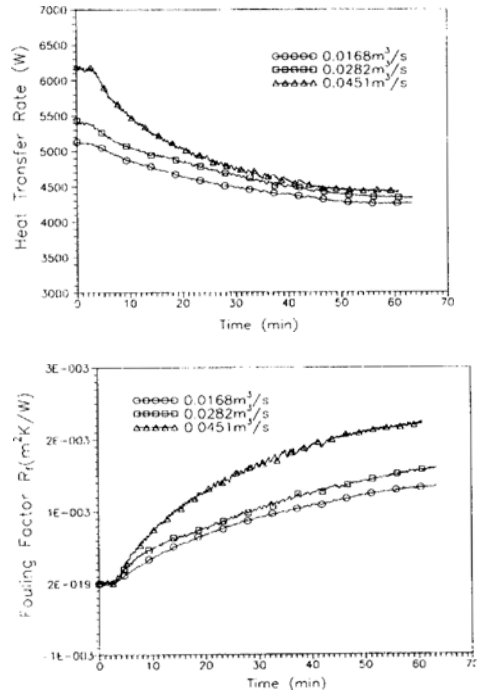 7000
6500
6000
5500
5000
4500
4000
3500
3000
Heat Transfer Rate (W)
0.0168m³/s
0.0282m³/s
0.0451m³/s
0 10 20 30 40 50 60 70
Time (min)
3E-003
2E-003
1E-003
2E-019
-1E-003
Fouling Factor Rf(m²K/W)
0.0168m³/s
0.0282m³/s
0.0451m³/s
0 10 20 30 40 50 60 70
Time (min)